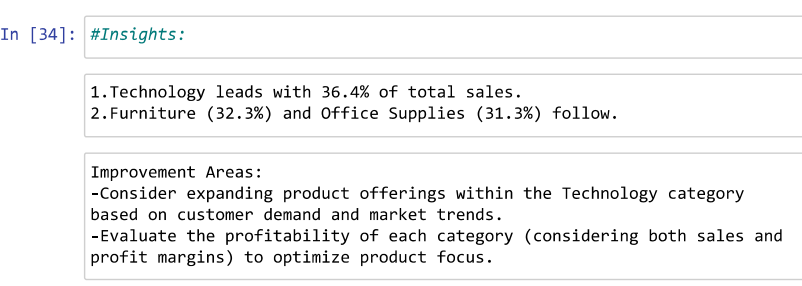 In [34]: #Insights:
1.Technology leads with 36.4% of total sales.
2.Furniture (32.3%) and Office Supplies (31.3%) follow.
Improvement Areas:
-Consider expanding product offerings within the Technology category
based on customer demand and market trends.
-Evaluate the profitability of each category (considering both sales and
profit margins) to optimize product focus.